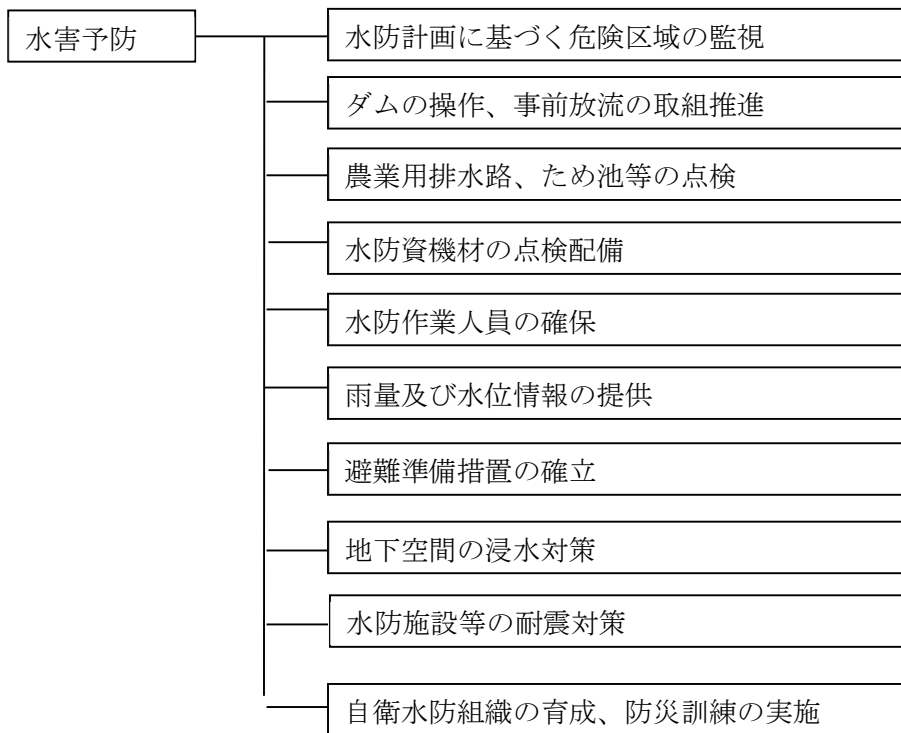 水害予防
水防計画に基づく危険区域の監視
ダムの操作、事前放流の取組推進
農業用排水路、ため池等の点検
水防資機材の点検配備
水防作業人員の確保
雨量及び水位情報の提供
避難準備措置の確立
地下空間の浸水対策
水防施設等の耐震対策
自衛水防組織の育成、防災訓練の実施